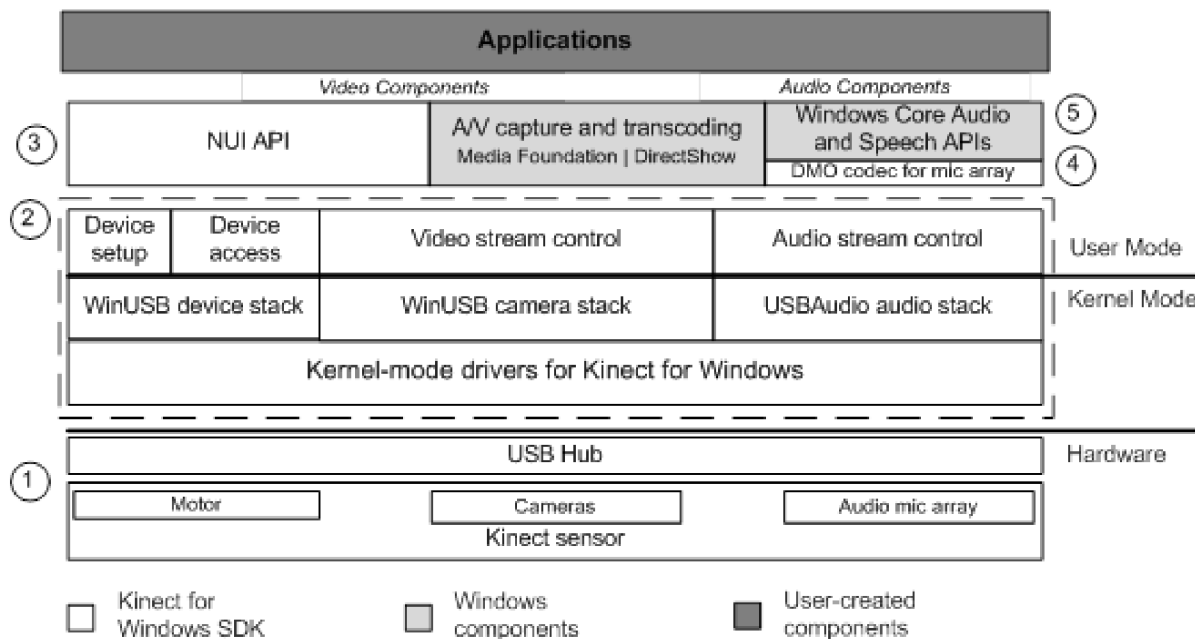 Applications
Video Components
Audio Components
3
NUI API
A/V capture and transcoding
Media Foundation | DirectShow
Windows Core Audio
and Speech APIs
5
DMO codec for mic array
4
2
Device
setup
Device
access
Video stream control
Audio stream control
User Mode
WinUSB device stack
WinUSB camera stack
USBAudio audio stack
Kernel Mode
Kernel-mode drivers for Kinect for Windows
1
USB Hub
Hardware
Motor
Cameras
Audio mic array
Kinect sensor
Kinect for
Windows SDK
Windows
components
User-created
components